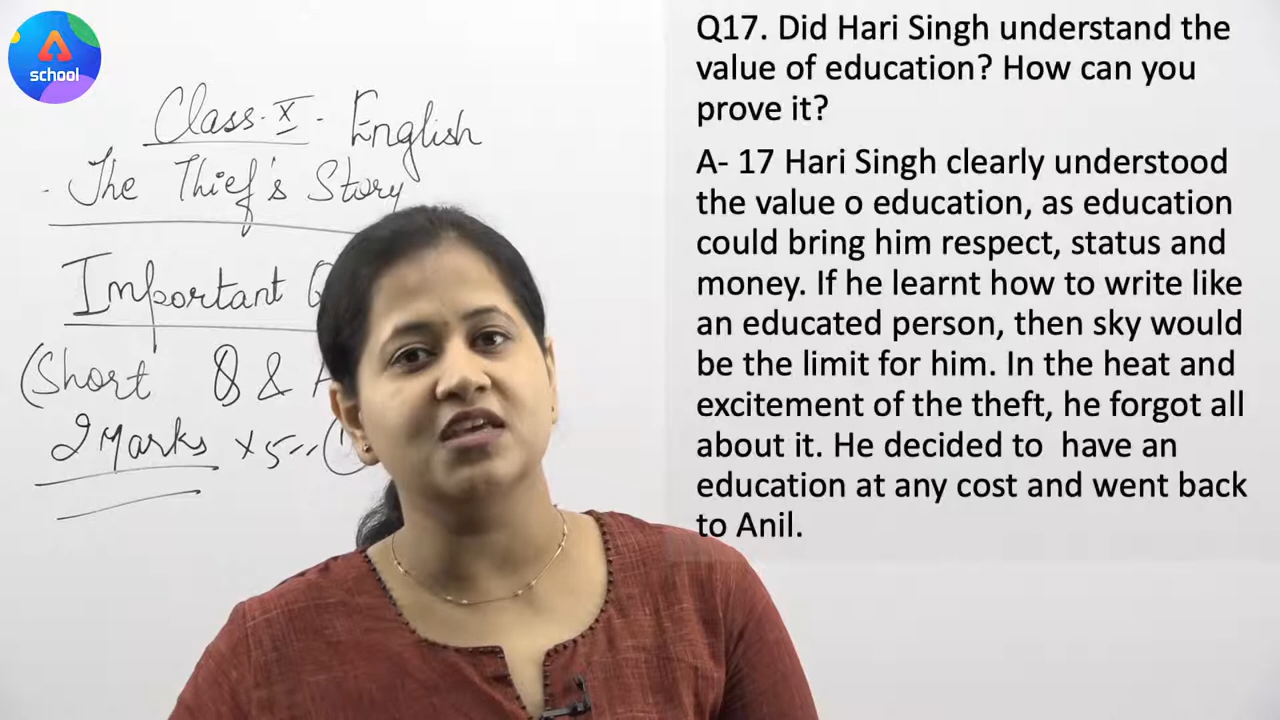 school
Class-X- English
- The Thief's Story
Important Q
(Short Q & A
2 Marks x5--
Q17. Did Hari Singh understand the
value of education? How can you
prove it?
A- 17 Hari Singh clearly understood
the value o education, as education
could bring him respect, status and
money. If he learnt how to write like
an educated person, then sky would
be the limit for him. In the heat and
excitement of the theft, he forgot all
about it. He decided to  have an
education at any cost and went back
to Anil.